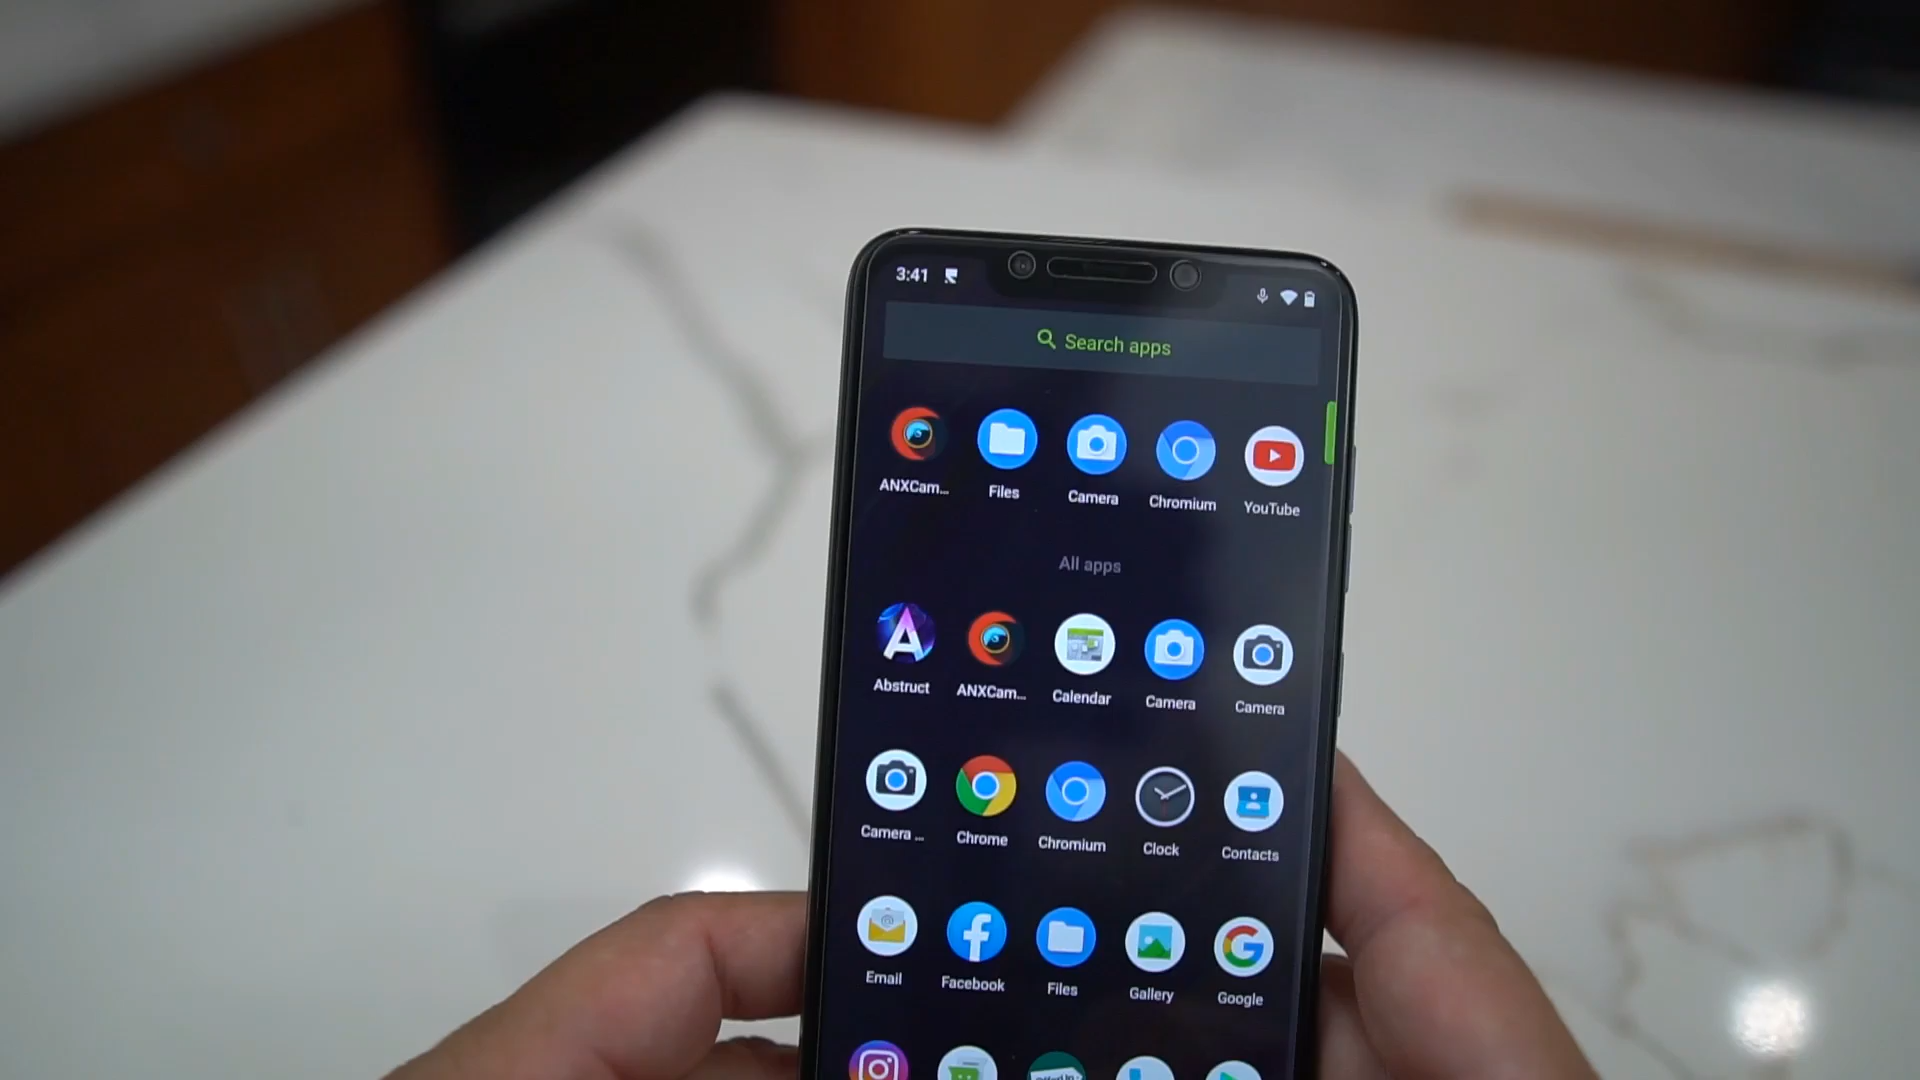 3:41
Search apps
ANXCam... Files Camera Chromium YouTube
All apps
Abstruct ANXCam... Calendar Camera Camera
Camera ... Chrome Chromium Clock Contacts
Email Facebook Files Gallery Google